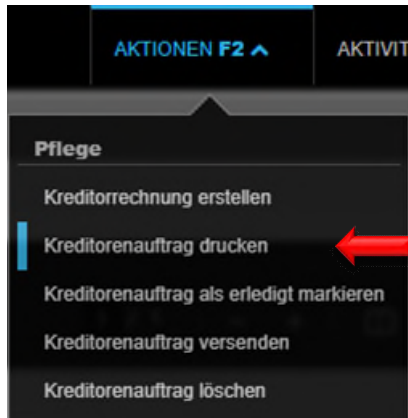 AKTIONEN F2 AKTIVIT
Pflege
Kreditorrechnung erstellen
Kreditorenauftrag drucken
Kreditorenauftrag als erledigt markieren
Kreditorenauftrag versenden
Kreditorenauftrag löschen